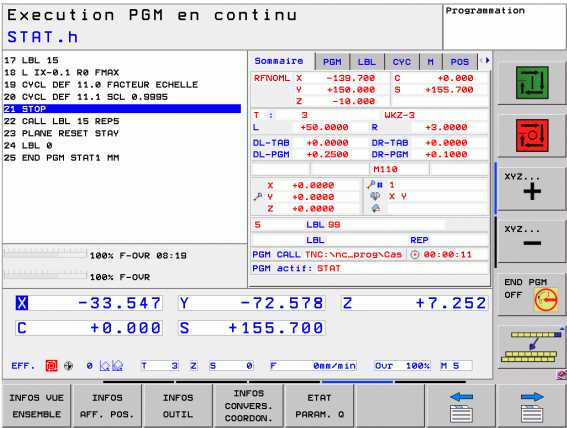 Execution PGM en continu
Programmation
STAT.h
17 LBL 15
18 L IX-0.1 R0 FMAX
19 CYCL DEF 11.0 FACTEUR ECHELLE
20 CYCL DEF 11.1 SCL 0.9995
21 STOP
22 CALL LBL 15 REP5
23 PLANE RESET STAY
24 LBL 0
25 END PGM STAT1 MM
Sommaire PGM LBL CYC M POS
RFNOML X -139.700 C +0.000
Y +150.000 S +155.700
Z -10.000
T : 3 WKZ-3
L +50.0000 R +3.0000
DL-TAB +0.0000 DR-TAB +0.0000
DL-PGM +0.2500 DR-PGM +0.1000
M110
X +0.0000 # 1
Y +0.0000 X Y
Z +0.0000
5 LBL 99
LBL REP
PGM CALL TNC:\nc_prog\Cas 00:00:11
PGM actif: STAT
100% F-OVR 08:19
100% F-OVR
X -33.547 Y -72.578 Z +7.252
C +0.000 S +155.700
EFF. 0 T 3 Z S 0 F 0mm/min Ovr 100% M 5
XYZ...
+
XYZ...
-
END PGM
OFF
INFOS VUE
ENSEMBLE
INFOS
AFF. POS.
INFOS
OUTIL
INFOS
CONVERS.
COORDON.
ETAT
PARAM. Q